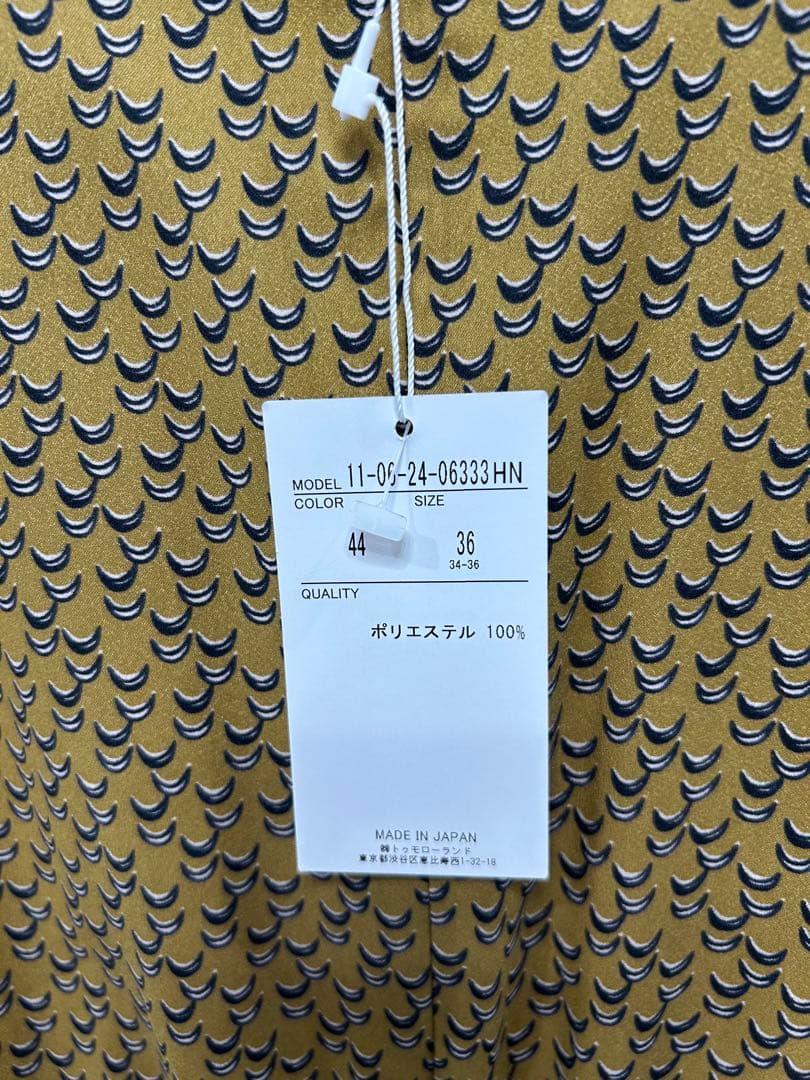 MODEL 11-06-24-06333HN
COLOR SIZE
44 36
34-36
QUALITY
ポリエステル 100%
MADE IN JAPAN
㈱トゥモローランド
東京都渋谷区恵比寿西1-32-18